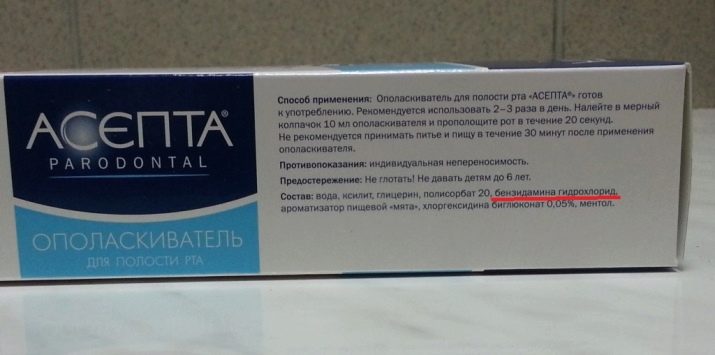 АСЕПТА®
PARODONTAL
ОПОЛАСКИВАТЕЛЬ
ДЛЯ ПОЛОСТИ РТА
Способ применения: Ополаскиватель для полости рта «АСЕПТА®» готов
к употреблению. Рекомендуется использовать 2–3 раза в день. Налейте в мерный
колпачок 10 мл ополаскивателя и прополощите рот в течение 20 секунд.
Не рекомендуется принимать питье и пищу в течение 30 минут после применения
ополаскивателя.
Противопоказания: индивидуальная непереносимость.
Предостережение: Не глотать! Не давать детям до 6 лет.
Состав: вода, ксилит, глицерин, полисорбат 20, бензидамина гидрохлорид,
ароматизатор пищевой «мята», хлоргексидина биглюконат 0,05%, ментол.